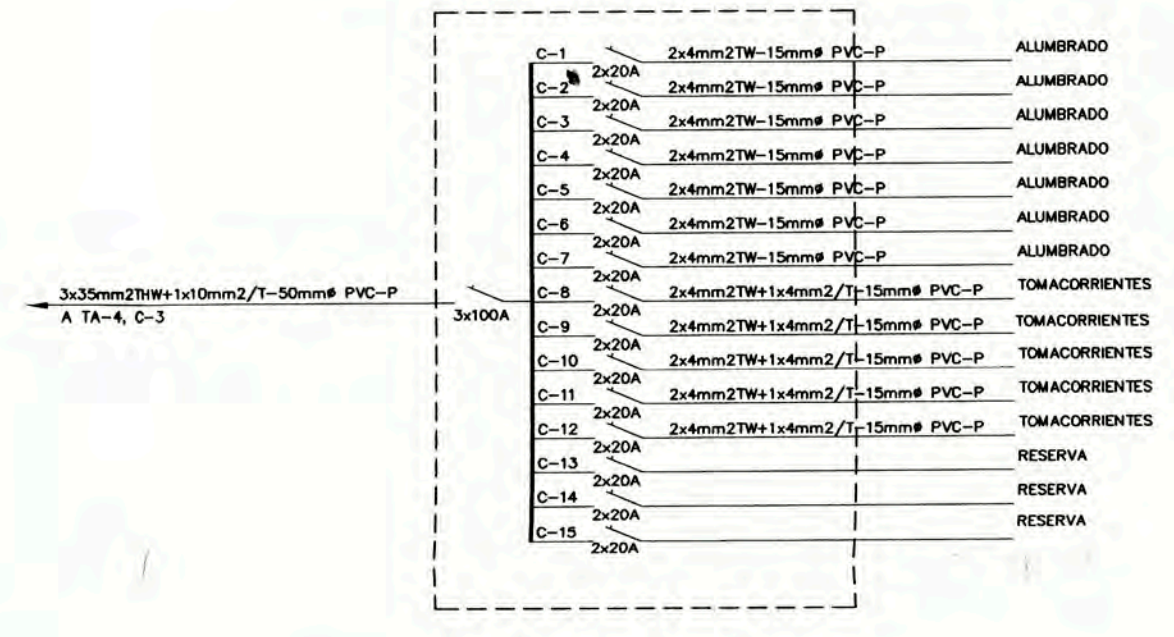 C-1 2x4mm2TW-15mmø PVC-P ALUMBRADO
2x20A
C-2 2x4mm2TW-15mmø PVC-P ALUMBRADO
2x20A
C-3 2x4mm2TW-15mmø PVC-P ALUMBRADO
2x20A
C-4 2x4mm2TW-15mmø PVC-P ALUMBRADO
2x20A
C-5 2x4mm2TW-15mmø PVC-P ALUMBRADO
2x20A
C-6 2x4mm2TW-15mmø PVC-P ALUMBRADO
2x20A
C-7 2x4mm2TW-15mmø PVC-P ALUMBRADO
2x20A
3x35mm2THW+1x10mm2/T-50mmø PVC-P
A TA-4, C-3
3x100A
C-8 2x4mm2TW+1x4mm2/T-15mmø PVC-P TOMACORRIENTES
2x20A
C-9 2x4mm2TW+1x4mm2/T-15mmø PVC-P TOMACORRIENTES
2x20A
C-10 2x4mm2TW+1x4mm2/T-15mmø PVC-P TOMACORRIENTES
2x20A
C-11 2x4mm2TW+1x4mm2/T-15mmø PVC-P TOMACORRIENTES
2x20A
C-12 2x4mm2TW+1x4mm2/T-15mmø PVC-P TOMACORRIENTES
2x20A
C-13 RESERVA
2x20A
C-14 RESERVA
2x20A
C-15 RESERVA
2x20A